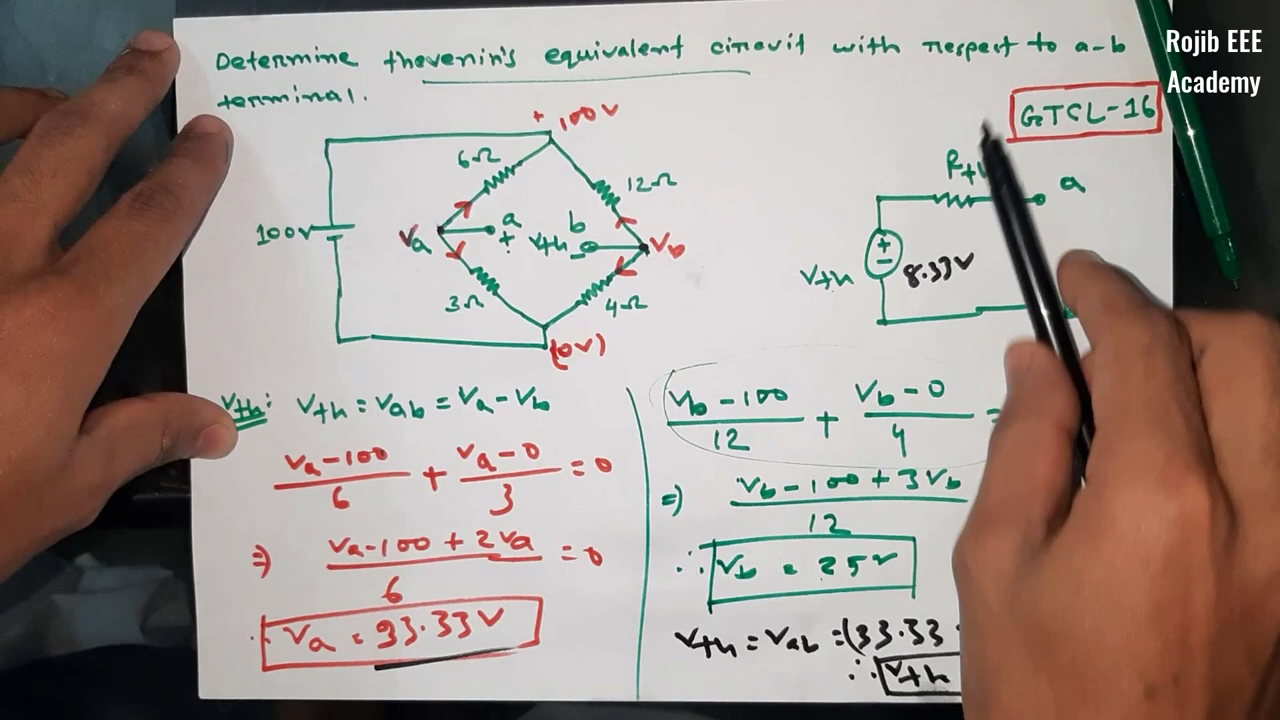 Rojib EEE
Academy
Determine thevenin's equivalent circuit with respect to a-b
terminal.
GTCL-16
+ 100V
6Ω
12Ω
100V
Va
a
+
b
Vth
-
Vb
3Ω
4Ω
(0V)
a
Vth
+
-
8.33V
Vth: Vth = Vab = Va - Vb
Va-100/6 + Va-0/3 = 0
⇒ Va-100+2Va/6 = 0
∴ Va = 33.33V
Vb-100/12 + Vb-0/4 =
⇒ Vb-100+3Vb/12
∴ Vb = 25V
Vth = Vab = (33.33
∴ Vth